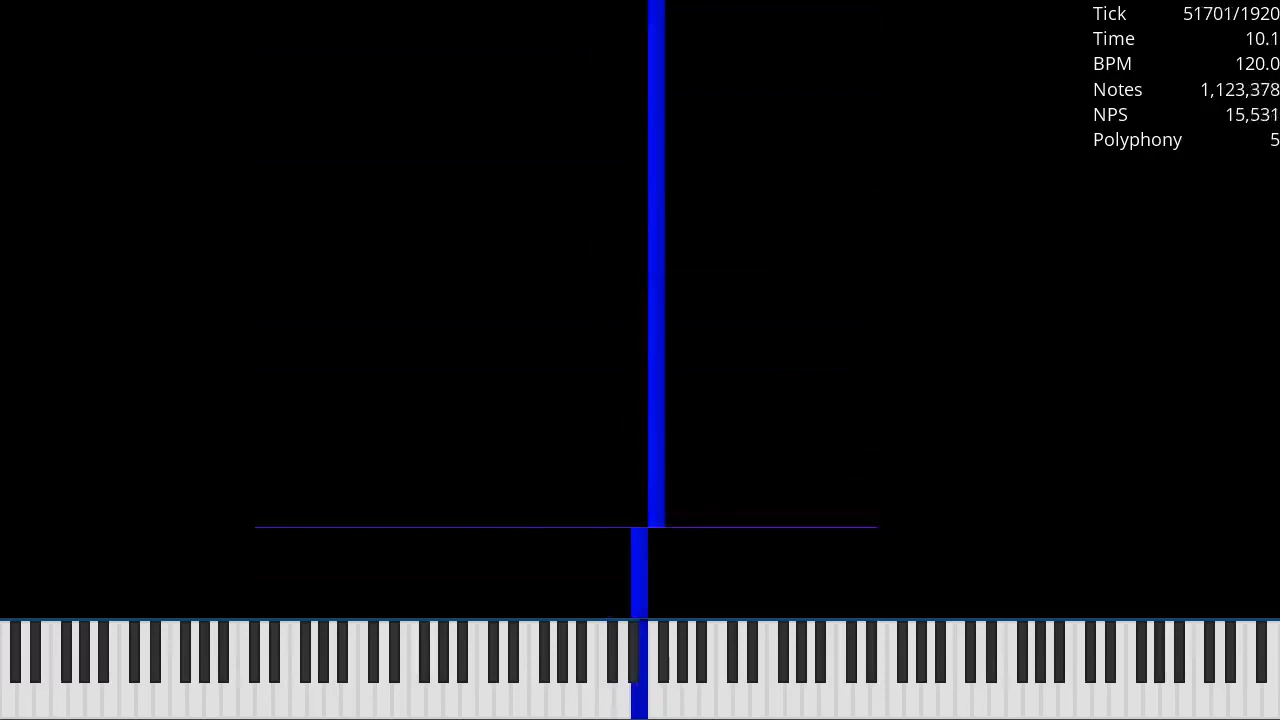 Tick 51701/1920
Time 10.1
BPM 120.0
Notes 1,123,378
NPS 15,531
Polyphony 5